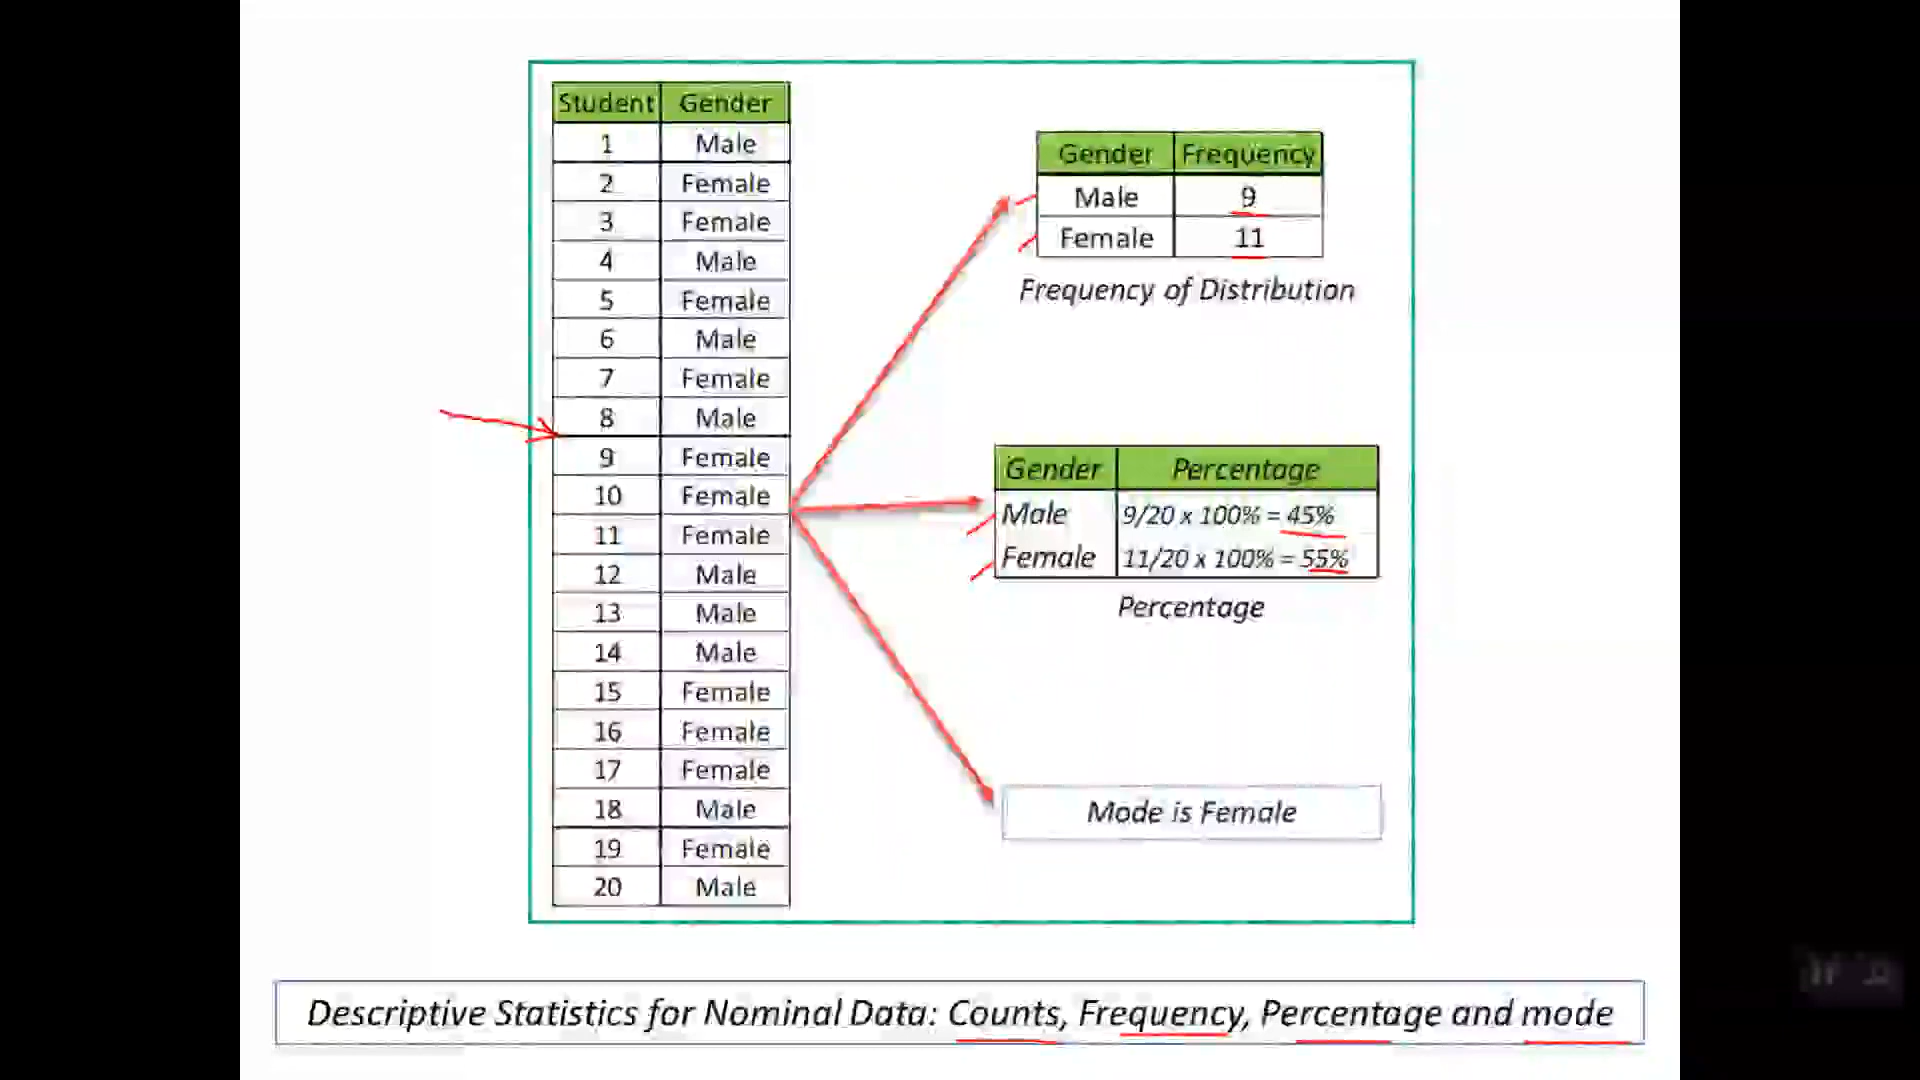 Student Gender
1 Male
2 Female
3 Female
4 Male
5 Female
6 Male
7 Female
8 Male
9 Female
10 Female
11 Female
12 Male
13 Male
14 Male
15 Female
16 Female
17 Female
18 Male
19 Female
20 Male
Gender Frequency
Male 9
Female 11
Frequency of Distribution
Gender Percentage
Male 9/20 x 100% = 45%
Female 11/20 x 100% = 55%
Percentage
Mode is Female
Descriptive Statistics for Nominal Data: Counts, Frequency, Percentage and mode